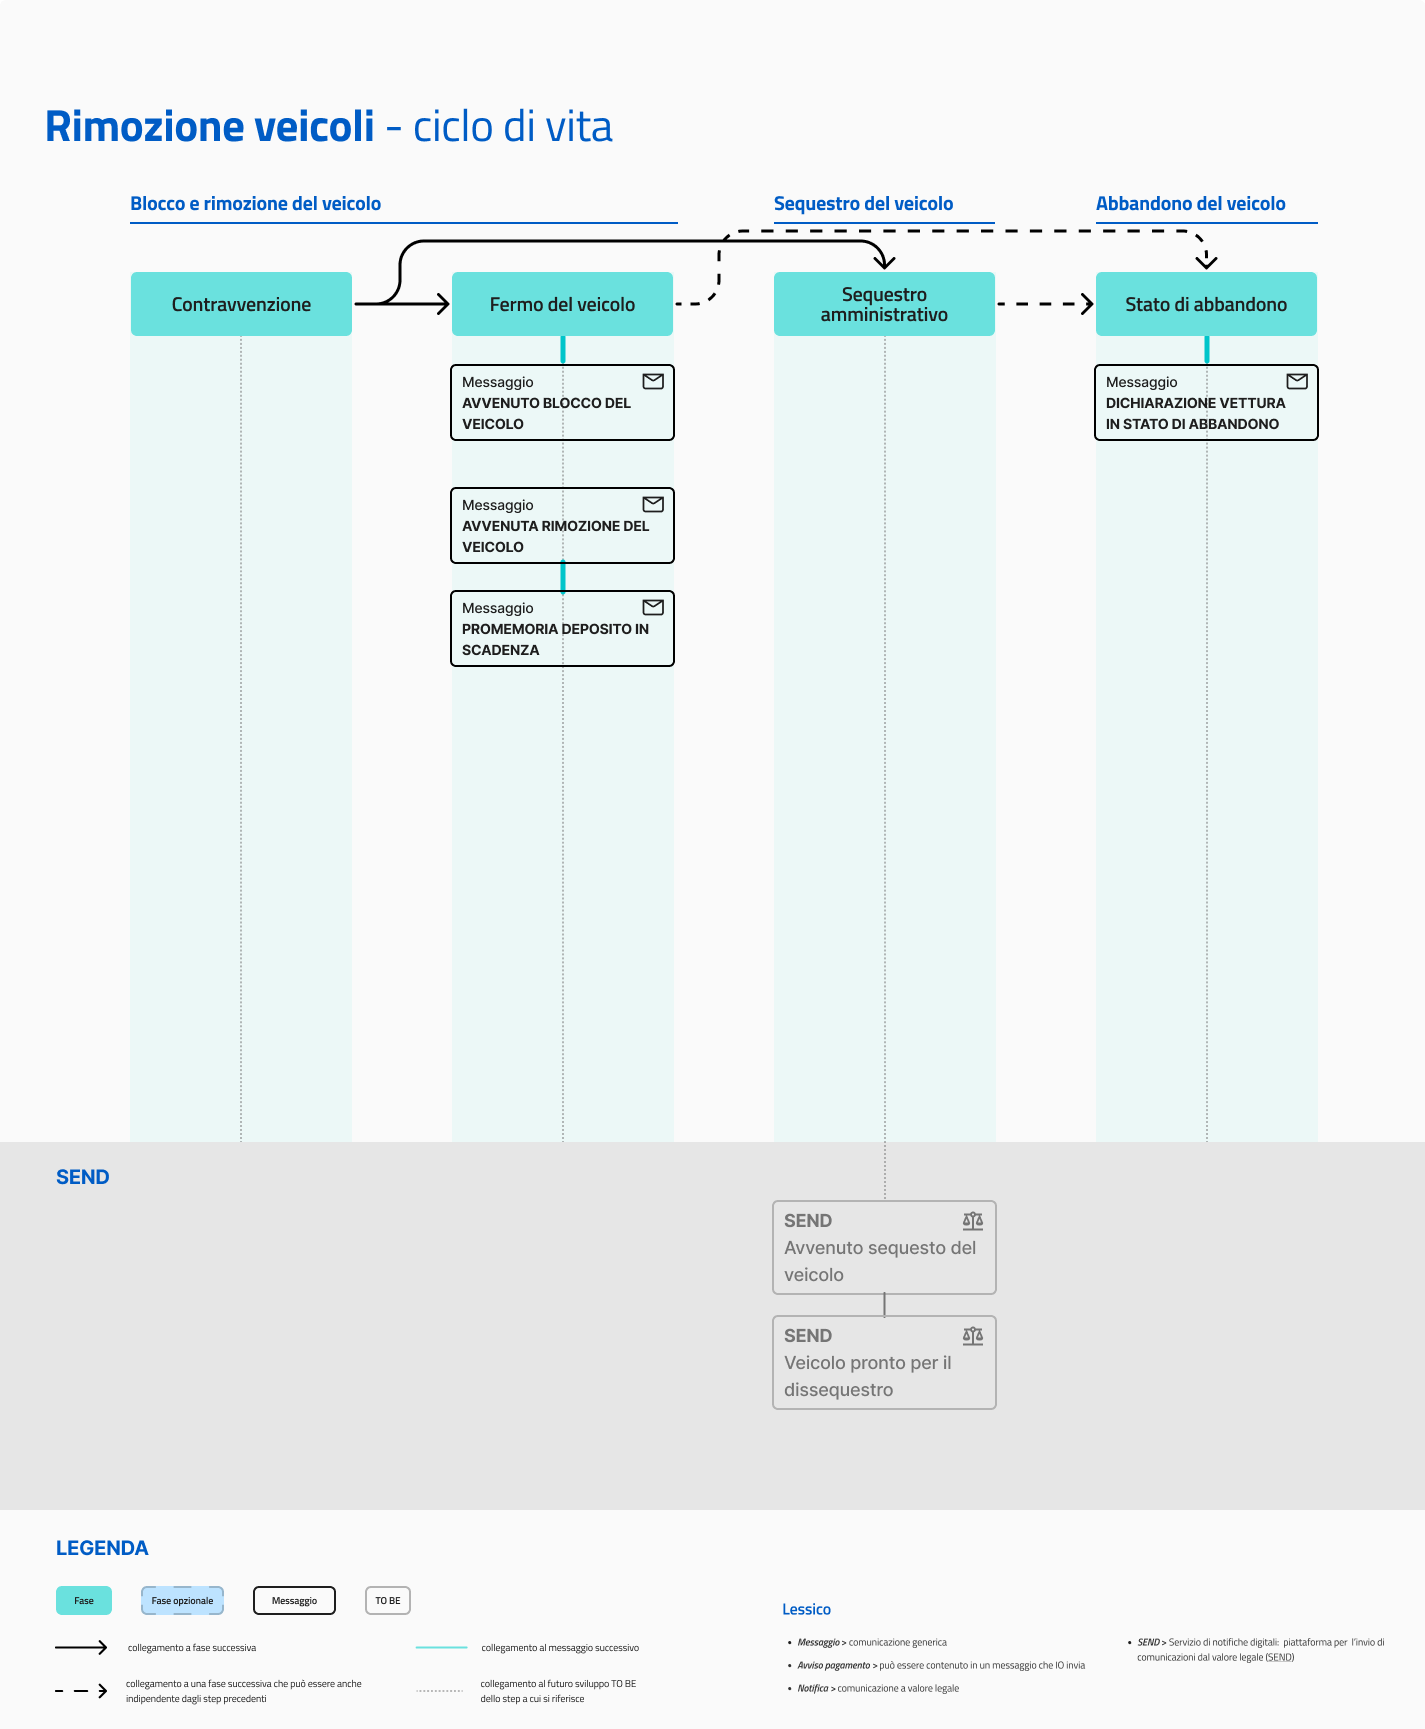 Rimozione veicoli - ciclo di vita
Blocco e rimozione del veicolo
Sequestro del veicolo
Abbandono del veicolo
Contravvenzione
Fermo del veicolo
Sequestro
amministrativo
Stato di abbandono
Messaggio
AVVENUTO BLOCCO DEL
VEICOLO
Messaggio
DICHIARAZIONE VETTURA
IN STATO DI ABBANDONO
Messaggio
AVVENUTA RIMOZIONE DEL
VEICOLO
Messaggio
PROMEMORIA DEPOSITO IN
SCADENZA
SEND
SEND
Avvenuto sequesto del
veicolo
SEND
Veicolo pronto per il
dissequestro
LEGENDA
Fase
Fase opzionale
Messaggio
TO BE
collegamento a fase successiva
collegamento al messaggio successivo
collegamento a una fase successiva che può essere anche
indipendente dagli step precedenti
collegamento al futuro sviluppo TO BE
dello step a cui si riferisce
Lessico
• Messaggio > comunicazione generica
• Avviso pagamento > può essere contenuto in un messaggio che IO invia
• Notifica > comunicazione a valore legale
• SEND > Servizio di notifiche digitali: piattaforma per l'invio di
comunicazioni dal valore legale (SEND)